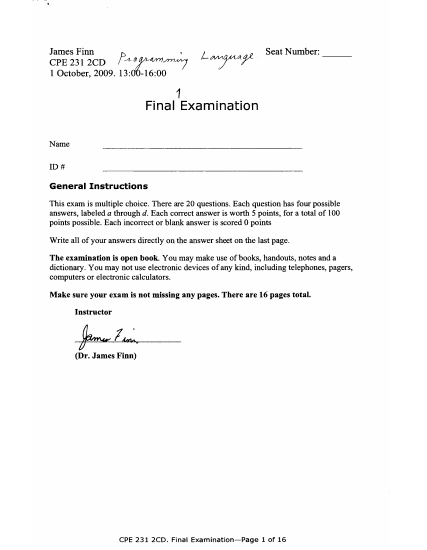 James Finn
CPE 231 2CD
1 October, 2009. 13:00-16:00
Programming Language
Seat Number: ______
1
Final Examination
Name ______
ID # ______
General Instructions
This exam is multiple choice. There are 20 questions. Each question has four possible
answers, labeled a through d. Each correct answer is worth 5 points, for a total of 100
points possible. Each incorrect or blank answer is scored 0 points
Write all of your answers directly on the answer sheet on the last page.
The examination is open book. You may make use of books, handouts, notes and a
dictionary. You may not use electronic devices of any kind, including telephones, pagers,
computers or electronic calculators.
Make sure your exam is not missing any pages. There are 16 pages total.
Instructor
James Finn
(Dr. James Finn)
CPE 231 2CD. Final Examination—Page 1 of 16